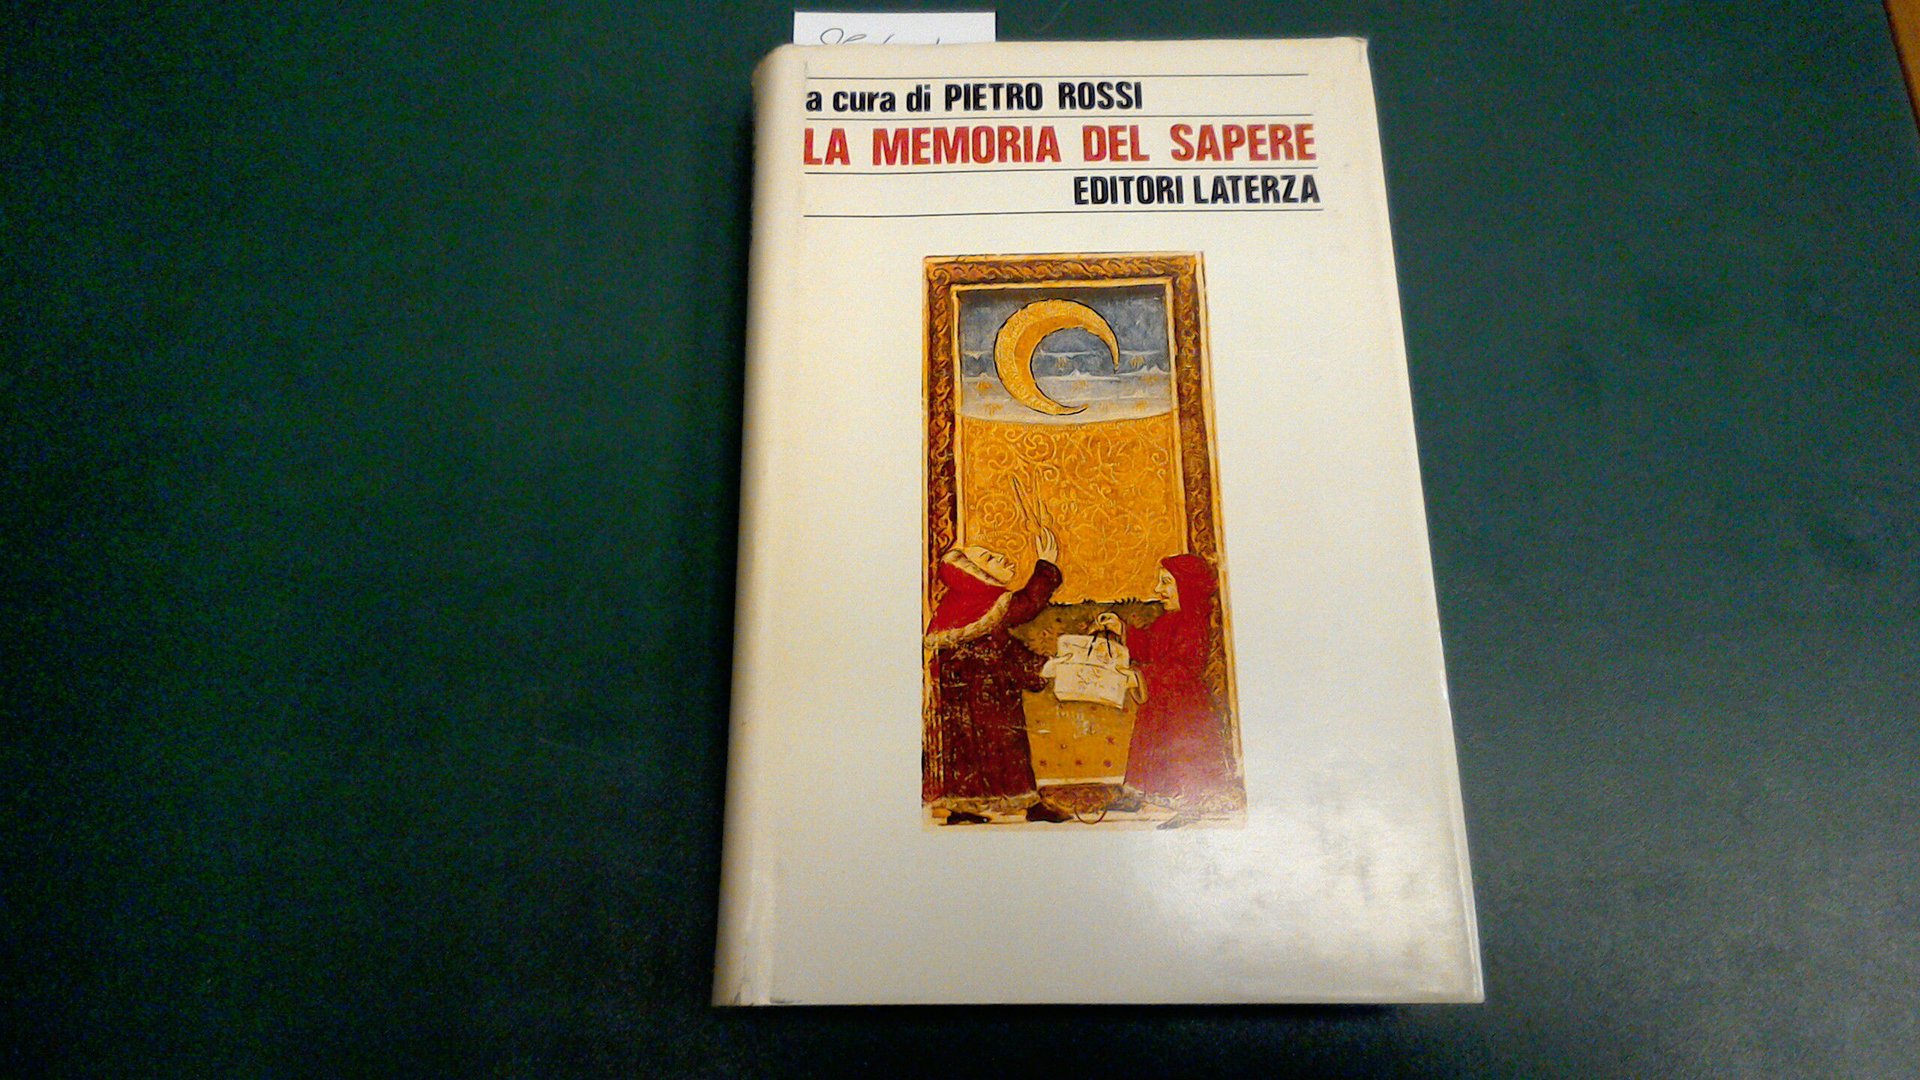 a cura di PIETRO ROSSI
LA MEMORIA DEL SAPERE
EDITORI LATERZA